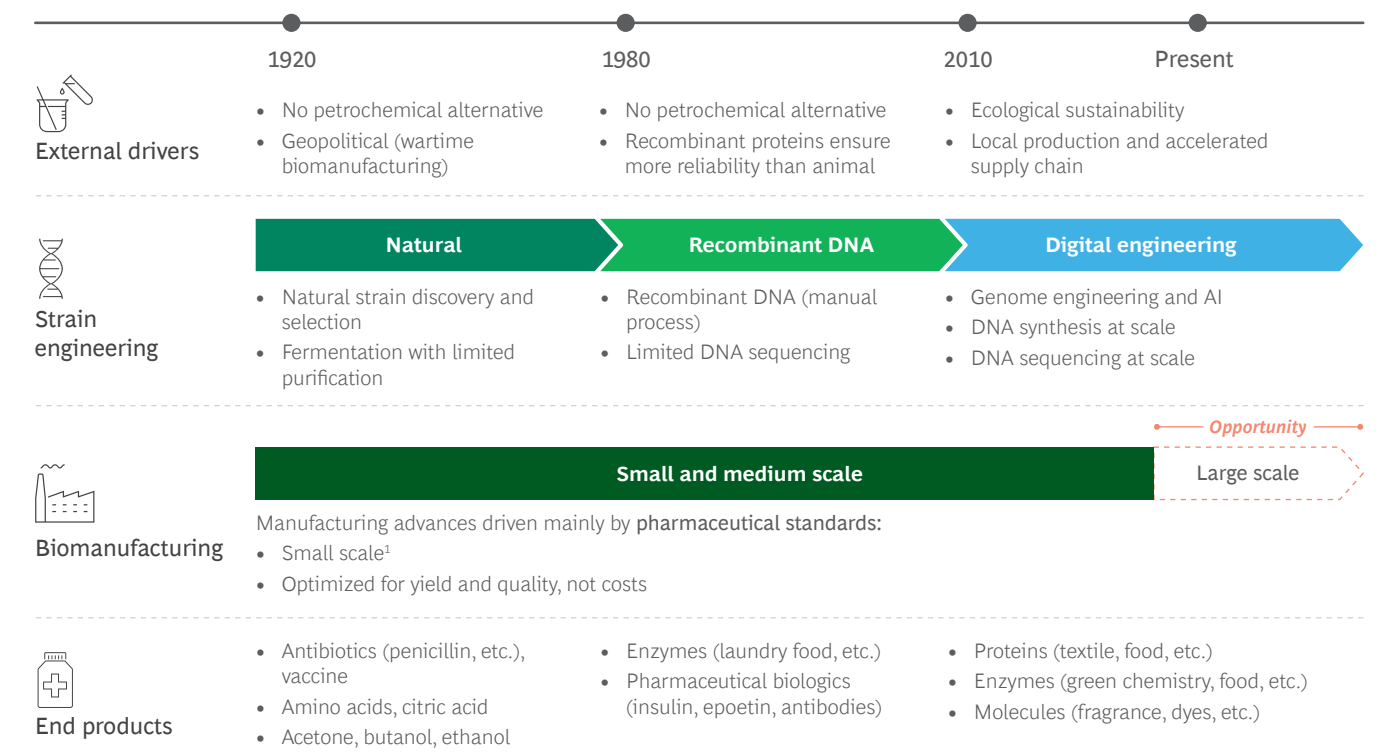 1920
1980
2010
Present
External drivers
• No petrochemical alternative
• Geopolitical (wartime
biomanufacturing)
• No petrochemical alternative
• Recombinant proteins ensure
more reliability than animal
• Ecological sustainability
• Local production and accelerated
supply chain
Strain
engineering
Natural
Recombinant DNA
Digital engineering
• Natural strain discovery and
selection
• Fermentation with limited
purification
• Recombinant DNA (manual
process)
• Limited DNA sequencing
• Genome engineering and AI
• DNA synthesis at scale
• DNA sequencing at scale
Opportunity
Biomanufacturing
Small and medium scale
Large scale
Manufacturing advances driven mainly by pharmaceutical standards:
• Small scale¹
• Optimized for yield and quality, not costs
End products
• Antibiotics (penicillin, etc.),
vaccine
• Amino acids, citric acid
• Acetone, butanol, ethanol
• Enzymes (laundry food, etc.)
• Pharmaceutical biologics
(insulin, epoetin, antibodies)
• Proteins (textile, food, etc.)
• Enzymes (green chemistry, food, etc.)
• Molecules (fragrance, dyes, etc.)